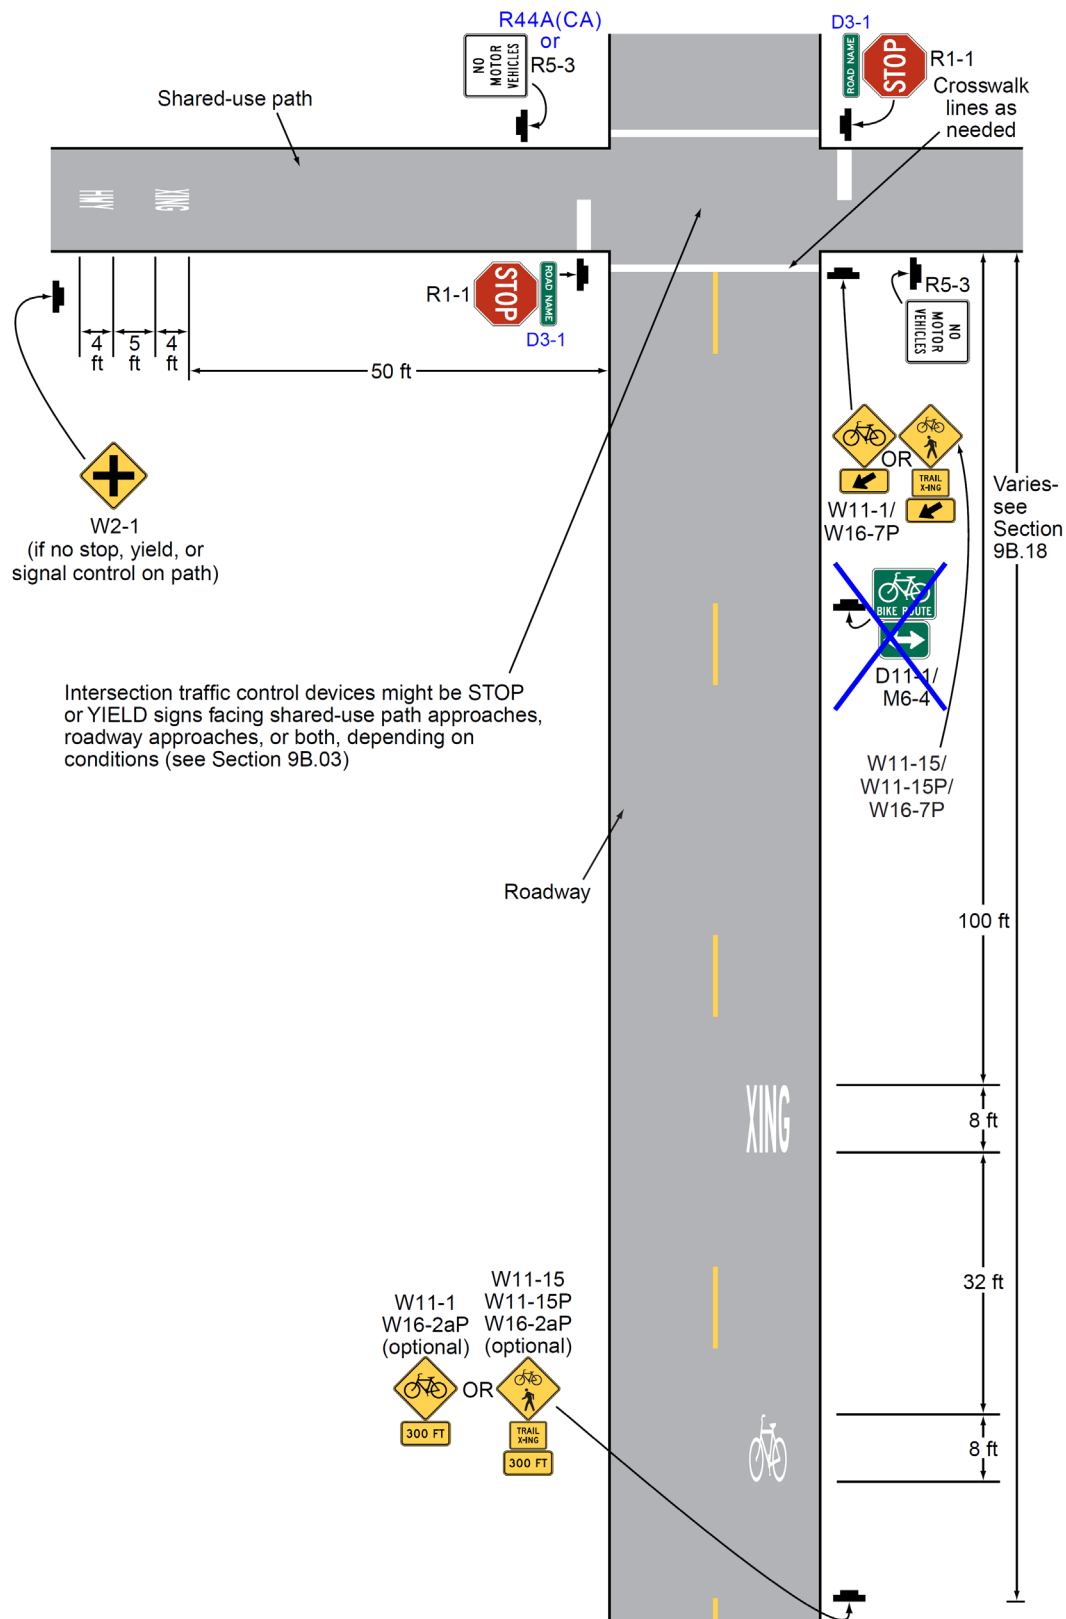 R44A(CA)
or
R5-3
NO
MOTOR
VEHICLES
D3-1
ROAD NAME
STOP
R1-1
Crosswalk
lines as
needed
Shared-use path
HWY
XING
R1-1
STOP
ROAD NAME
D3-1
R5-3
NO
MOTOR
VEHICLES
4
ft
5
ft
4
ft
50 ft
OR
TRAIL
X-ING
W11-1/
W16-7P
Varies-
see
Section
9B.18
W2-1
(if no stop, yield, or
signal control on path)
BIKE ROUTE
D11-1/
M6-4
Intersection traffic control devices might be STOP
or YIELD signs facing shared-use path approaches,
roadway approaches, or both, depending on
conditions (see Section 9B.03)
W11-15/
W11-15P/
W16-7P
Roadway
100 ft
XING
8 ft
32 ft
W11-1
W16-2aP
(optional)
W11-15
W11-15P
W16-2aP
(optional)
OR
300 FT
TRAIL
X-ING
300 FT
8 ft